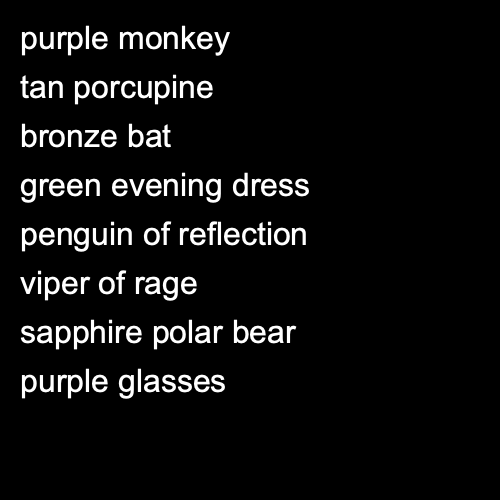 purple monkey
tan porcupine
bronze bat
green evening dress
penguin of reflection
viper of rage
sapphire polar bear
purple glasses